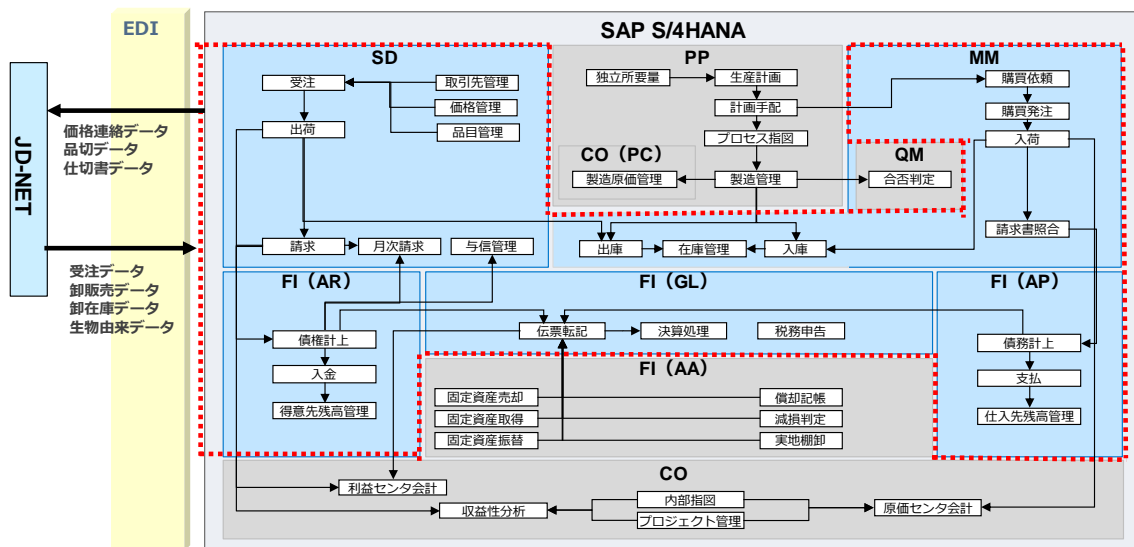 EDI
SAP S/4HANA
JD-NET
価格連絡データ
品切データ
仕切書データ
受注データ
卸販売データ
卸在庫データ
生物由来データ
SD
受注
取引先管理
価格管理
出荷
品目管理
請求
月次請求
与信管理
PP
独立所要量
生産計画
計画手配
プロセス指図
CO（PC）
製造原価管理
製造管理
QM
合否判定
出庫
在庫管理
入庫
MM
購買依頼
購買発注
入荷
請求書照合
FI（AR）
債権計上
入金
得意先残高管理
FI（GL）
伝票転記
決算処理
税務申告
FI（AP）
債務計上
支払
仕入先残高管理
FI（AA）
固定資産売却
償却記帳
固定資産取得
減損判定
固定資産振替
実地棚卸
CO
利益センタ会計
収益性分析
内部指図
プロジェクト管理
原価センタ会計